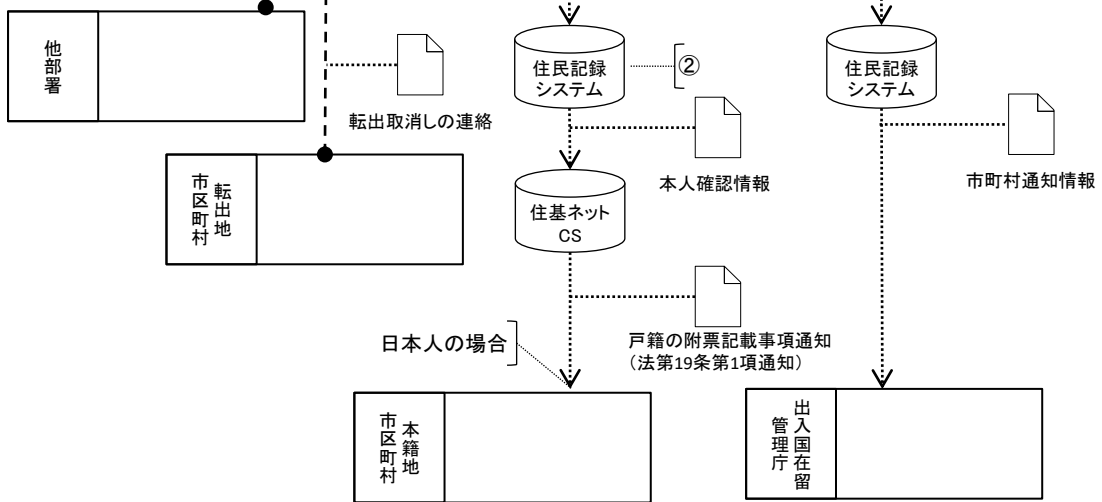 他部署
転出取消しの連絡
住民記録
システム
②
住民記録
システム
本人確認情報
市町村通知情報
転出地
市区町村
住基ネット
CS
日本人の場合
戸籍の附票記載事項通知
（法第19条第1項通知）
本籍地
市区町村
出入国在留
管理庁